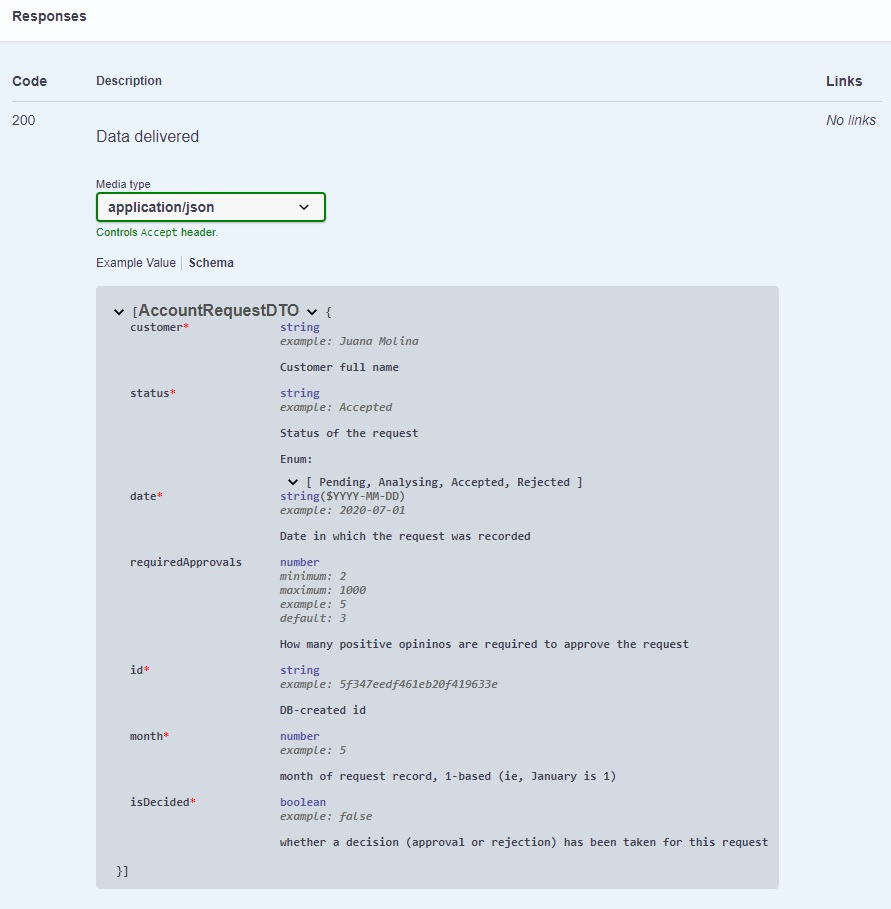 Responses
Code Description Links
200 No links
Data delivered
Media type
application/json
Controls Accept header.
Example Value Schema
[AccountRequestDTO {
customer* string
example: Juana Molina
Customer full name
status* string
example: Accepted
Status of the request
Enum:
[ Pending, Analysing, Accepted, Rejected ]
date* string($YYYY-MM-DD)
example: 2020-07-01
Date in which the request was recorded
requiredApprovals number
minimum: 2
maximum: 1000
example: 5
default: 3
How many positive opininos are required to approve the request
id* string
example: 5f347eedf461eb20f419633e
DB-created id
month* number
example: 5
month of request record, 1-based (ie, January is 1)
isDecided* boolean
example: false
whether a decision (approval or rejection) has been taken for this request
}]